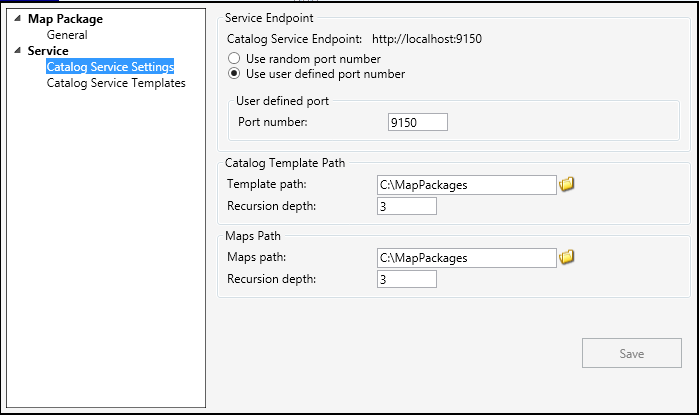 Map Package
General
Service
Catalog Service Settings
Catalog Service Templates
Service Endpoint
Catalog Service Endpoint: http://localhost:9150
Use random port number
Use user defined port number
User defined port
Port number: 9150
Catalog Template Path
Template path: C:\MapPackages
Recursion depth: 3
Maps Path
Maps path: C:\MapPackages
Recursion depth: 3
Save